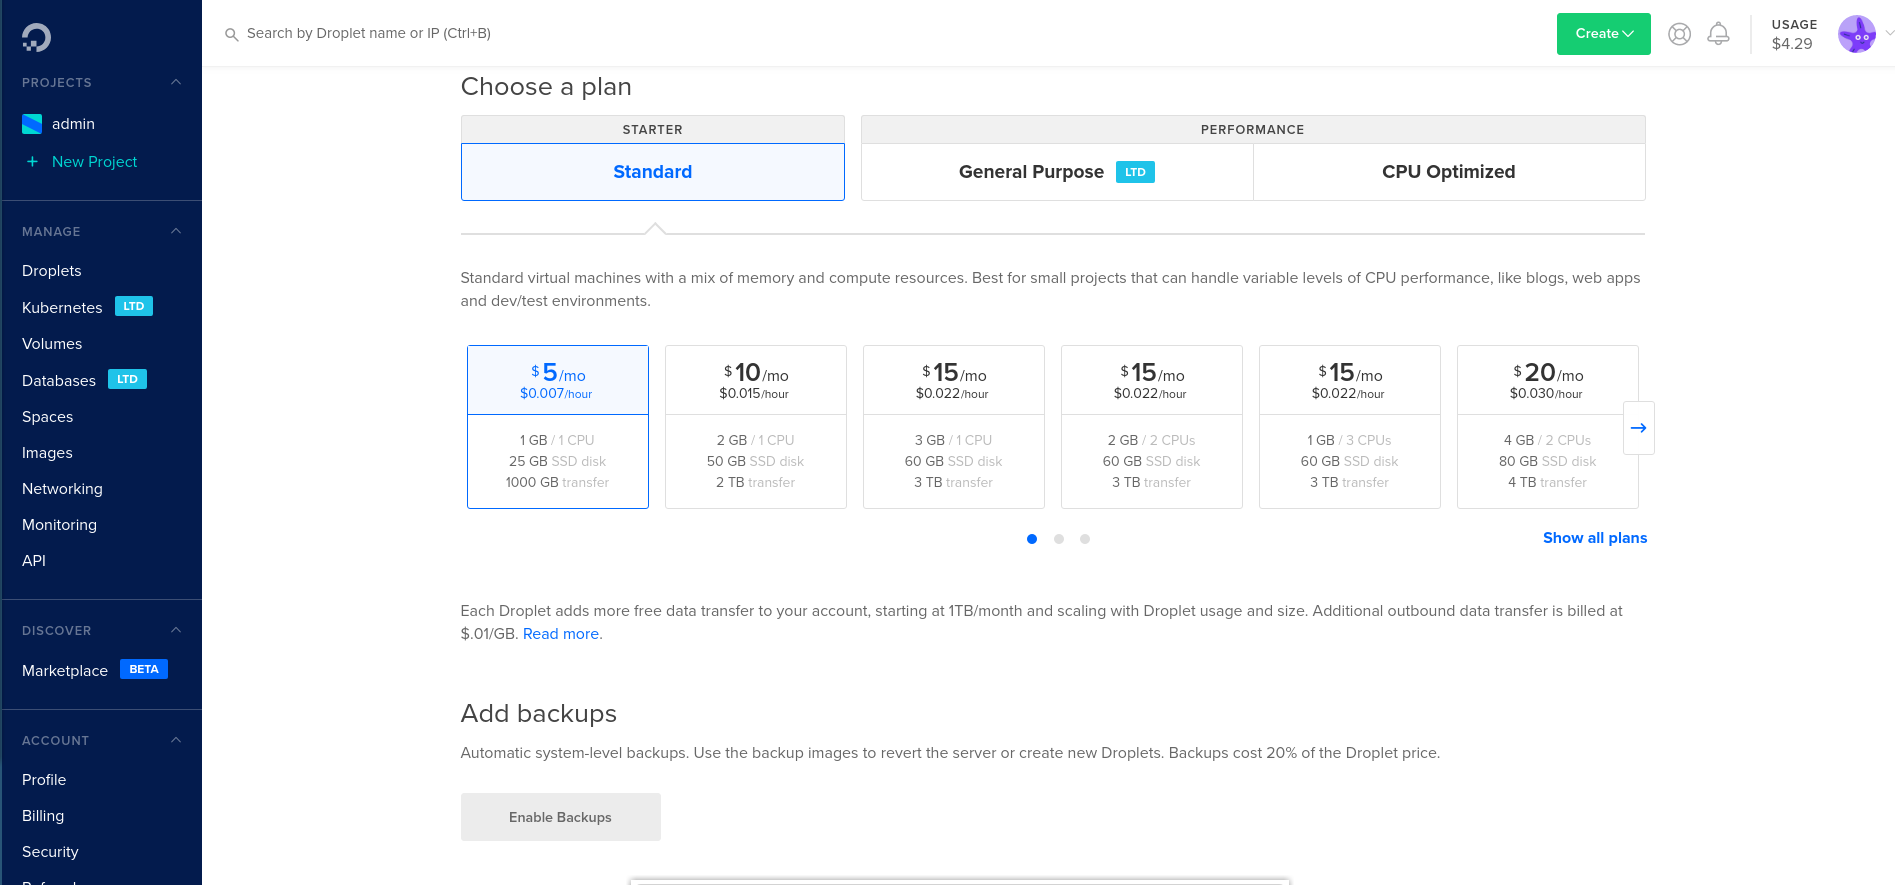 Search by Droplet name or IP (Ctrl+B)
Create
USAGE
$4.29
PROJECTS
admin
+ New Project
MANAGE
Droplets
Kubernetes LTD
Volumes
Databases LTD
Spaces
Images
Networking
Monitoring
API
DISCOVER
Marketplace BETA
ACCOUNT
Profile
Billing
Security
Choose a plan
STARTER
Standard
PERFORMANCE
General Purpose LTD
CPU Optimized
Standard virtual machines with a mix of memory and compute resources. Best for small projects that can handle variable levels of CPU performance, like blogs, web apps
and dev/test environments.
$5/mo
$0.007/hour
1 GB / 1 CPU
25 GB SSD disk
1000 GB transfer
$10/mo
$0.015/hour
2 GB / 1 CPU
50 GB SSD disk
2 TB transfer
$15/mo
$0.022/hour
3 GB / 1 CPU
60 GB SSD disk
3 TB transfer
$15/mo
$0.022/hour
2 GB / 2 CPUs
60 GB SSD disk
3 TB transfer
$15/mo
$0.022/hour
1 GB / 3 CPUs
60 GB SSD disk
3 TB transfer
$20/mo
$0.030/hour
4 GB / 2 CPUs
80 GB SSD disk
4 TB transfer
Show all plans
Each Droplet adds more free data transfer to your account, starting at 1TB/month and scaling with Droplet usage and size. Additional outbound data transfer is billed at
$.01/GB. Read more.
Add backups
Automatic system-level backups. Use the backup images to revert the server or create new Droplets. Backups cost 20% of the Droplet price.
Enable Backups